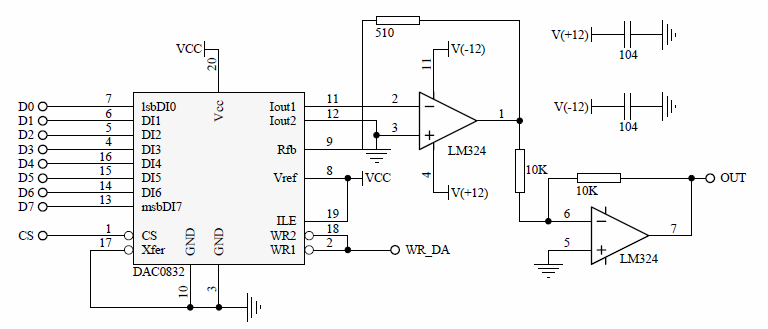 510
VCC
20
11
V(-12)
V(+12)
104
D0 7 lsbDI0 Vcc Iout1 11 2 1
D1 6 DI1 Iout2 12
D2 5 DI2 3
D3 4 DI3 Rfb 9 LM324
V(-12)
104
D4 16 DI4
D5 15 DI5 Vref 8 VCC 4 10K
D6 14 DI6 V(+12) 10K OUT
D7 13 msbDI7
ILE 19 6
CS 1 CS GND GND WR2 18 7
17 Xfer WR1 2 WR_DA 5
DAC0832 LM324
10 3